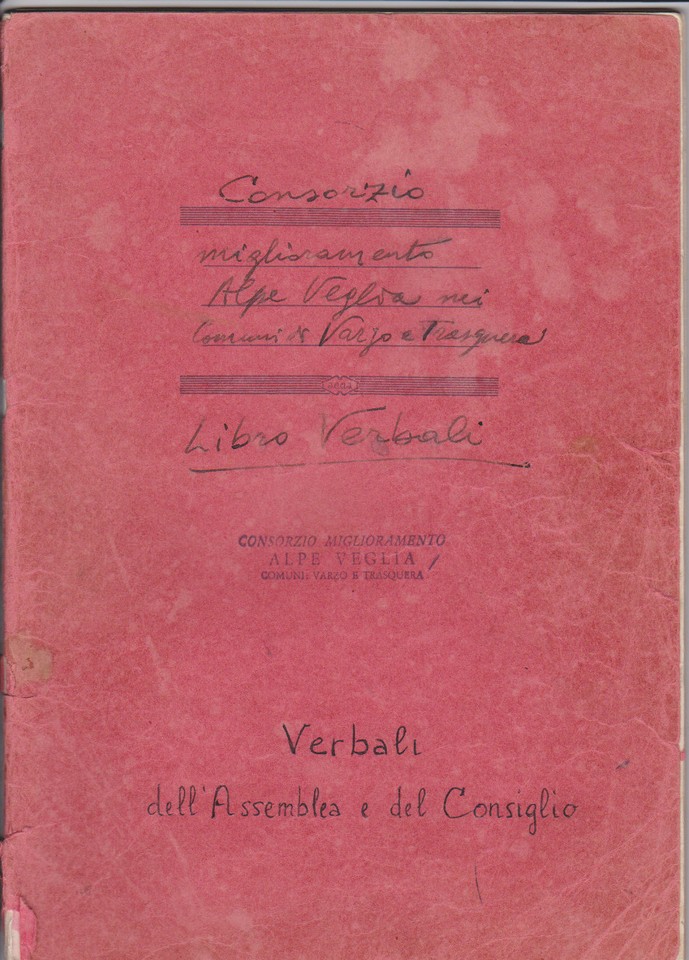 Consorzio
miglioramento
Alpe Veglia nei
Comuni di Varzo e Trasquera
Libro Verbali
CONSORZIO MIGLIORAMENTO
ALPE VEGLIA
COMUNI: VARZO E TRASQUERA
Verbali
dell'Assemblea e del Consiglio